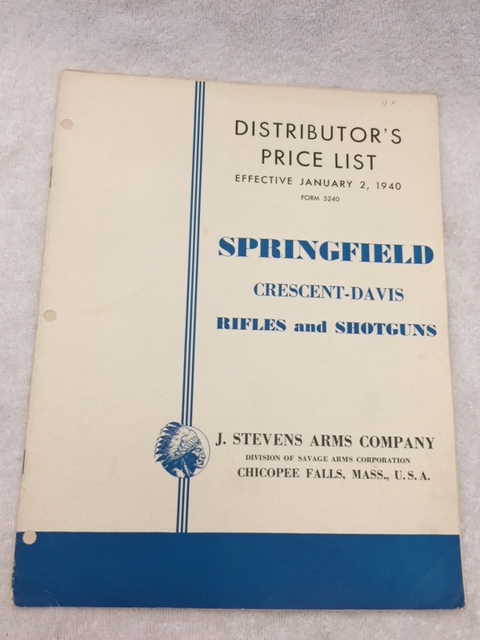 DISTRIBUTOR'S
PRICE LIST
EFFECTIVE JANUARY 2, 1940
FORM 5240
SPRINGFIELD
CRESCENT-DAVIS
RIFLES and SHOTGUNS
J. STEVENS ARMS COMPANY
DIVISION OF SAVAGE ARMS CORPORATION
CHICOPEE FALLS, MASS., U.S.A.